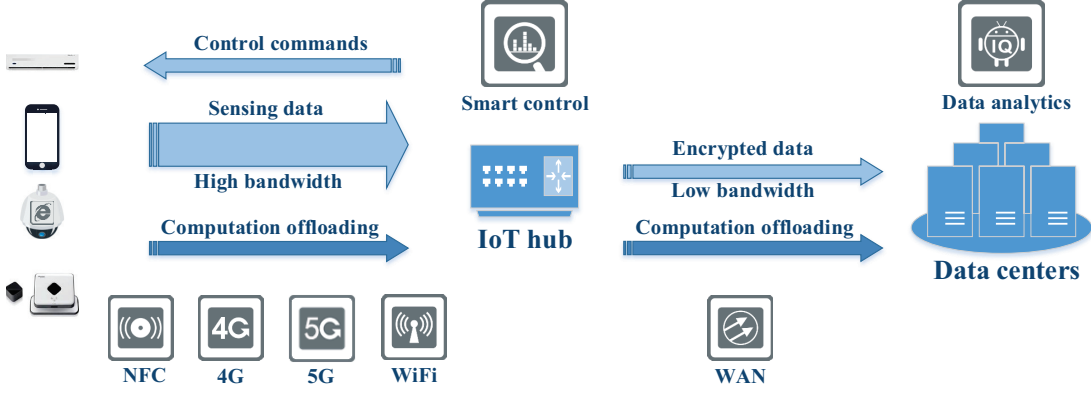 Control commands
Smart control
Data analytics
IQ
Sensing data
High bandwidth
Encrypted data
Low bandwidth
Computation offloading
IoT hub
Computation offloading
Data centers
4G
5G
NFC
4G
5G
WiFi
WAN